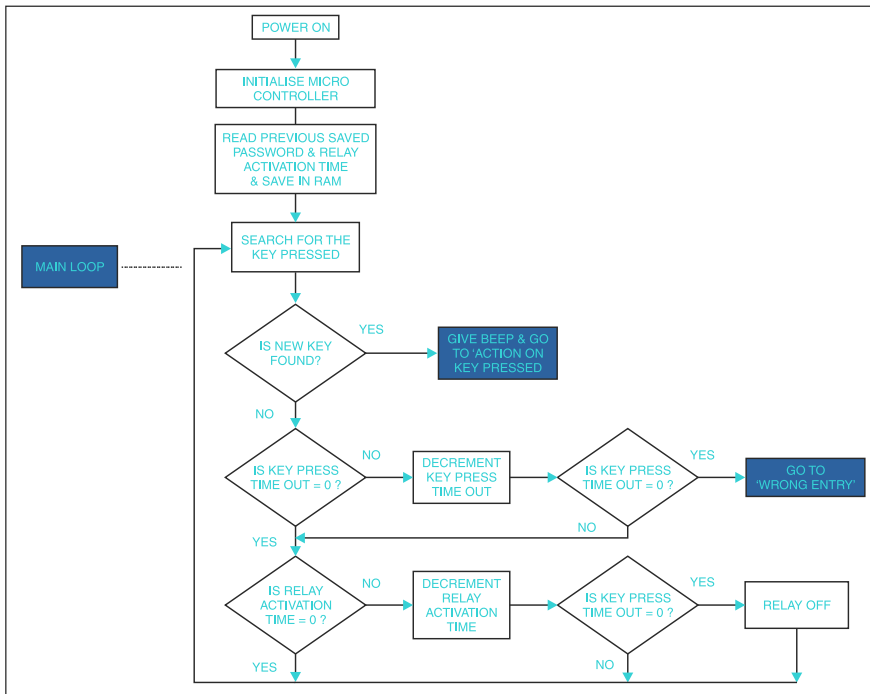 POWER ON
INITIALISE MICRO
CONTROLLER
READ PREVIOUS SAVED
PASSWORD & RELAY
ACTIVATION TIME
& SAVE IN RAM
SEARCH FOR THE
KEY PRESSED
MAIN LOOP
IS NEW KEY
FOUND?
YES
GIVE BEEP & GO
TO ‘ACTION ON
KEY PRESSED
NO
IS KEY PRESS
TIME OUT = 0 ?
NO
DECREMENT
KEY PRESS
TIME OUT
IS KEY PRESS
TIME OUT = 0 ?
YES
GO TO
‘WRONG ENTRY’
NO
YES
IS RELAY
ACTIVATION
TIME = 0 ?
NO
DECREMENT
RELAY
ACTIVATION
TIME
IS KEY PRESS
TIME OUT = 0 ?
YES
RELAY OFF
YES
NO